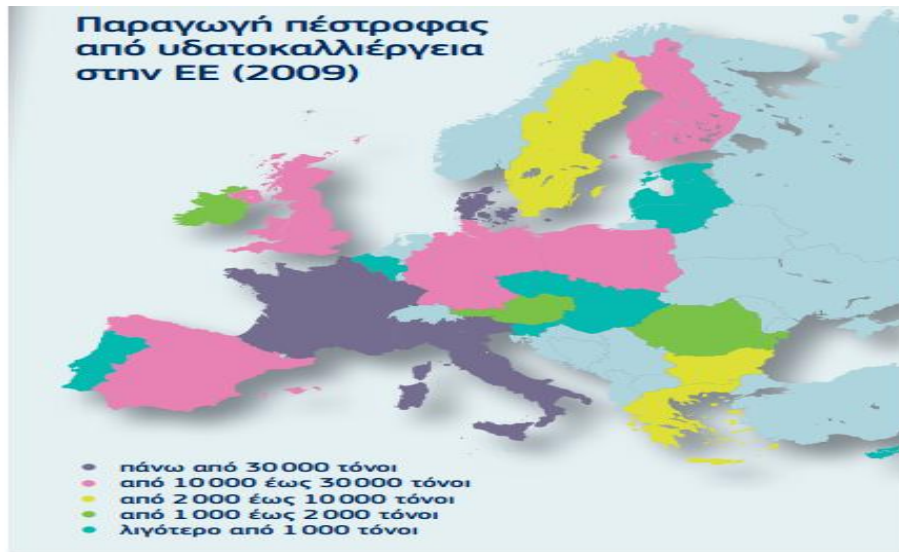 Παραγωγή πέστροφας
από υδατοκαλλιέργεια
στην ΕΕ (2009)
πάνω από 30 000 τόνοι
από 10 000 έως 30 000 τόνοι
από 2 000 έως 10 000 τόνοι
από 1 000 έως 2 000 τόνοι
λιγότερο από 1 000 τόνοι